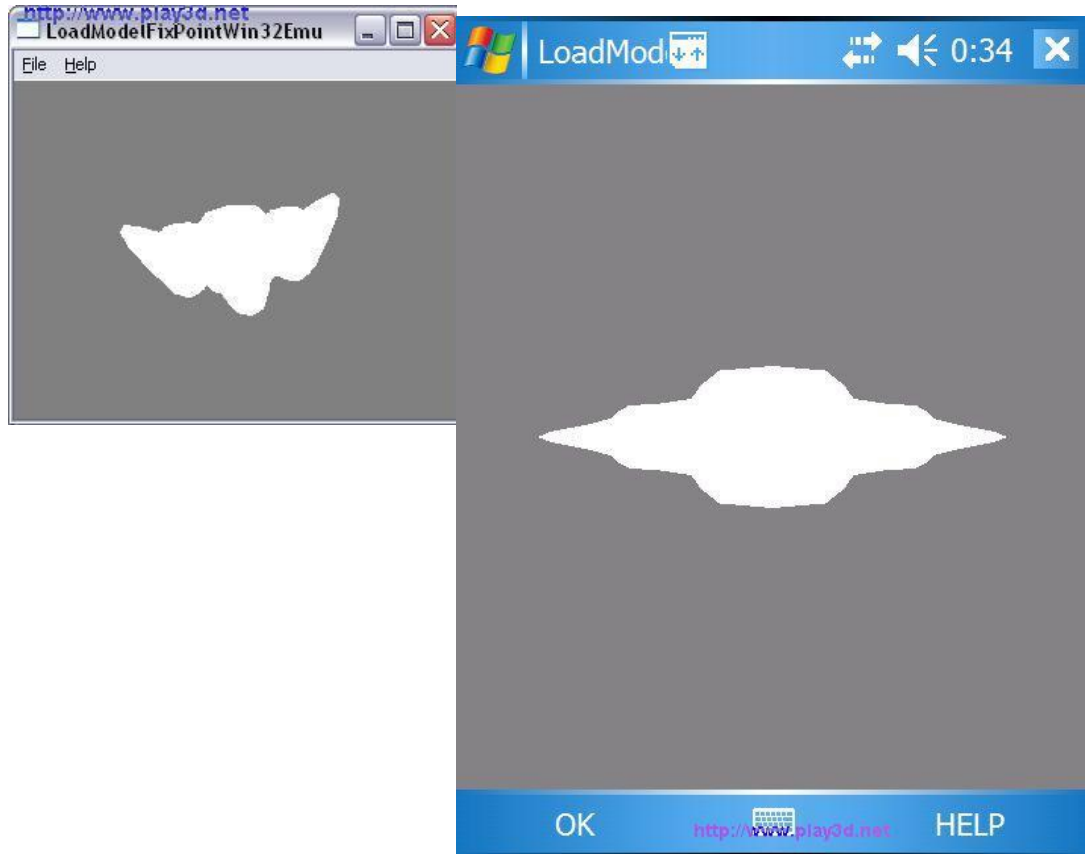 http://www.play3d.net
LoadModelFixPointWin32Emu
File Help
LoadMod
0:34
OK
http://www.play3d.net
HELP